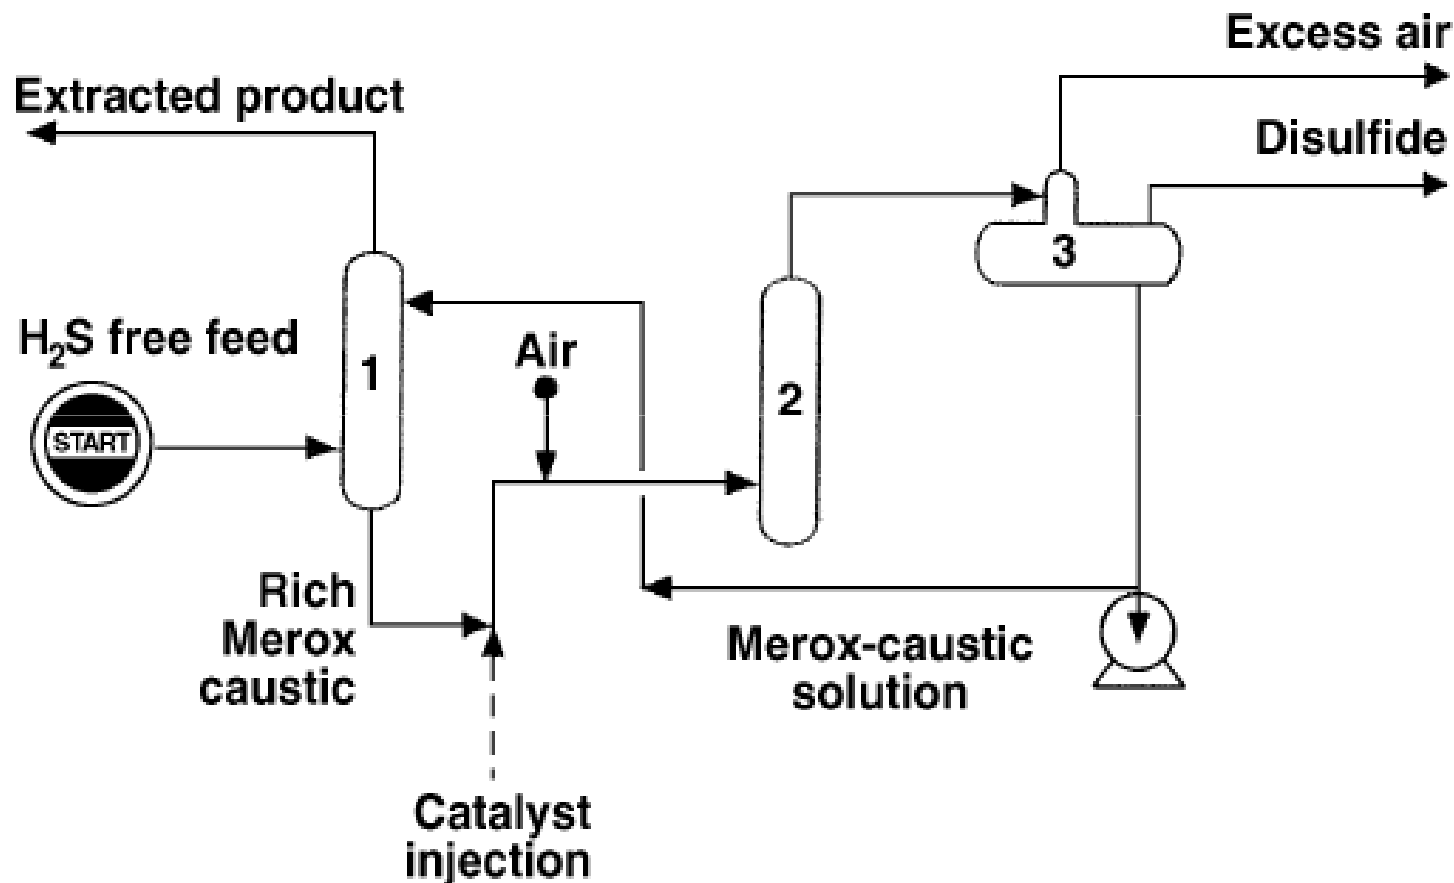 Excess air
Extracted product
Disulfide
3
H₂S free feed
1
Air
2
START
Rich
Merox
caustic
Merox-caustic
solution
Catalyst
injection